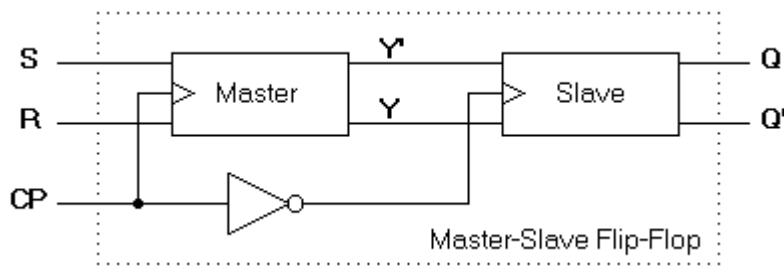 S Y' Q
Master Slave
R Y Q'
CP
Master-Slave Flip-Flop